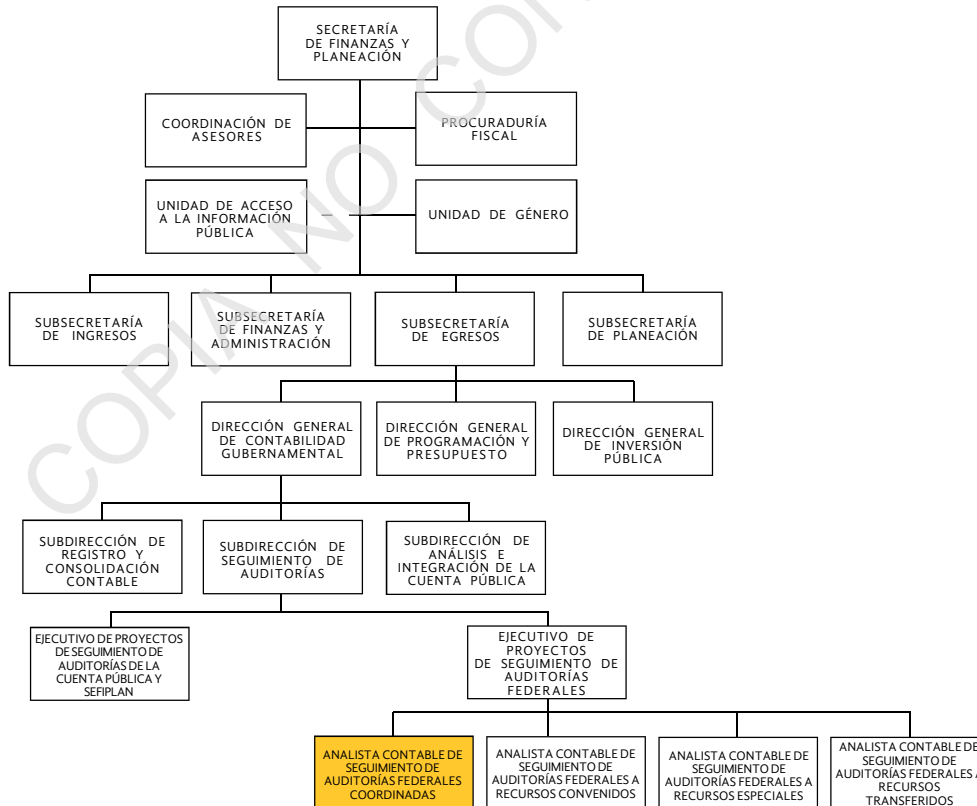 SECRETARÍA
DE FINANZAS Y
PLANEACIÓN
COORDINACIÓN DE
ASESORES
PROCURADURÍA
FISCAL
UNIDAD DE ACCESO
A LA INFORMACIÓN
PÚBLICA
UNIDAD DE GÉNERO
SUBSECRETARÍA
DE INGRESOS
SUBSECRETARÍA
DE FINANZAS Y
ADMINISTRACIÓN
SUBSECRETARÍA
DE EGRESOS
SUBSECRETARÍA
DE PLANEACIÓN
DIRECCIÓN GENERAL
DE CONTABILIDAD
GUBERNAMENTAL
DIRECCIÓN GENERAL
DE PROGRAMACIÓN Y
PRESUPUESTO
DIRECCIÓN GENERAL
DE INVERSIÓN
PÚBLICA
SUBDIRECCIÓN DE
REGISTRO Y
CONSOLIDACIÓN
CONTABLE
SUBDIRECCIÓN DE
SEGUIMIENTO DE
AUDITORÍAS
SUBDIRECCIÓN DE
ANÁLISIS E
INTEGRACIÓN DE LA
CUENTA PÚBLICA
EJECUTIVO DE PROYECTOS
DE SEGUIMIENTO DE
AUDITORÍAS DE LA
CUENTA PÚBLICA Y
SEFIPLAN
EJECUTIVO DE
PROYECTOS
DE SEGUIMIENTO DE
AUDITORÍAS
FEDERALES
ANALISTA CONTABLE DE
SEGUIMIENTO DE
AUDITORÍAS FEDERALES
COORDINADAS
ANALISTA CONTABLE DE
SEGUIMIENTO DE
AUDITORÍAS FEDERALES A
RECURSOS CONVENIDOS
ANALISTA CONTABLE DE
SEGUIMIENTO DE
AUDITORÍAS FEDERALES A
RECURSOS ESPECIALES
ANALISTA CONTABLE DE
SEGUIMIENTO DE
AUDITORÍAS FEDERALES A
RECURSOS
TRANSFERIDOS
COPIA NO CON